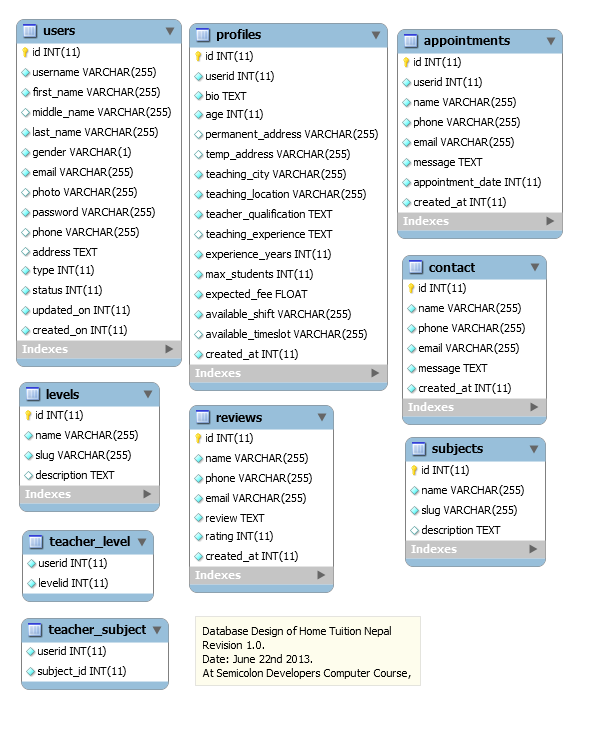 users
id INT(11)
username VARCHAR(255)
first_name VARCHAR(255)
middle_name VARCHAR(255)
last_name VARCHAR(255)
gender VARCHAR(1)
email VARCHAR(255)
photo VARCHAR(255)
password VARCHAR(255)
phone VARCHAR(255)
address TEXT
type INT(11)
status INT(11)
updated_on INT(11)
created_on INT(11)
Indexes
profiles
id INT(11)
userid INT(11)
bio TEXT
age INT(11)
permanent_address VARCHAR(255)
temp_address VARCHAR(255)
teaching_city VARCHAR(255)
teaching_location VARCHAR(255)
teacher_qualification TEXT
teaching_experience TEXT
experience_years INT(11)
max_students INT(11)
expected_fee FLOAT
available_shift VARCHAR(255)
available_timeslot VARCHAR(255)
created_at INT(11)
Indexes
appointments
id INT(11)
userid INT(11)
name VARCHAR(255)
phone VARCHAR(255)
email VARCHAR(255)
message TEXT
appointment_date INT(11)
created_at INT(11)
Indexes
contact
id INT(11)
name VARCHAR(255)
phone VARCHAR(255)
email VARCHAR(255)
message TEXT
created_at INT(11)
Indexes
levels
id INT(11)
name VARCHAR(255)
slug VARCHAR(255)
description TEXT
Indexes
reviews
id INT(11)
name VARCHAR(255)
phone VARCHAR(255)
email VARCHAR(255)
review TEXT
rating INT(11)
created_at INT(11)
Indexes
subjects
id INT(11)
name VARCHAR(255)
slug VARCHAR(255)
description TEXT
Indexes
teacher_level
userid INT(11)
levelid INT(11)
teacher_subject
userid INT(11)
subject_id INT(11)
Database Design of Home Tuition Nepal
Revision 1.0.
Date: June 22nd 2013.
At Semicolon Developers Computer Course,